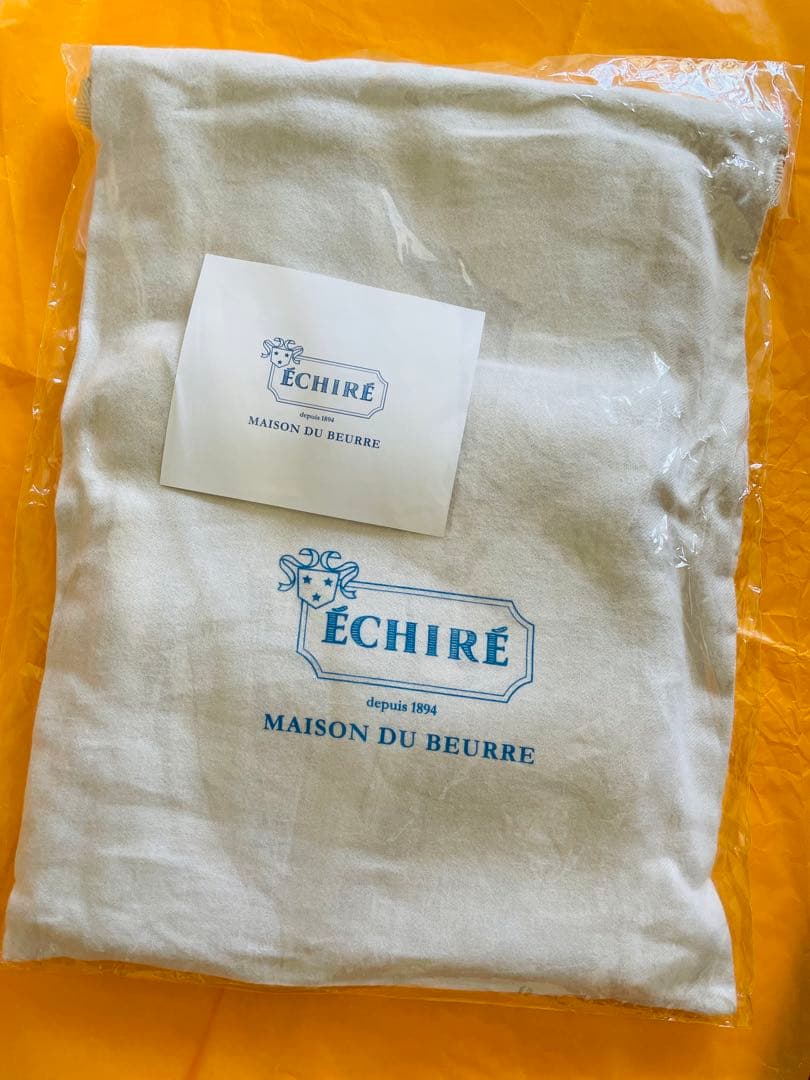 ÉCHIRÉ
depuis 1894
MAISON DU BEURRE
ÉCHIRÉ
depuis 1894
MAISON DU BEURRE